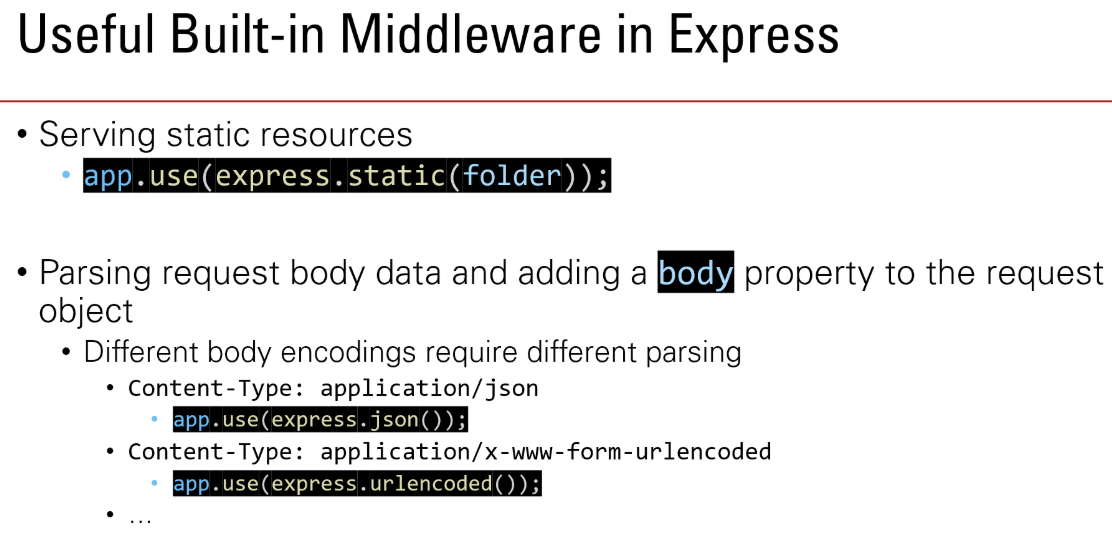 Useful Built-in Middleware in Express
• Serving static resources
• app.use(express.static(folder));
• Parsing request body data and adding a body property to the request
object
• Different body encodings require different parsing
• Content-Type: application/json
• app.use(express.json());
• Content-Type: application/x-www-form-urlencoded
• app.use(express.urlencoded());
• ...